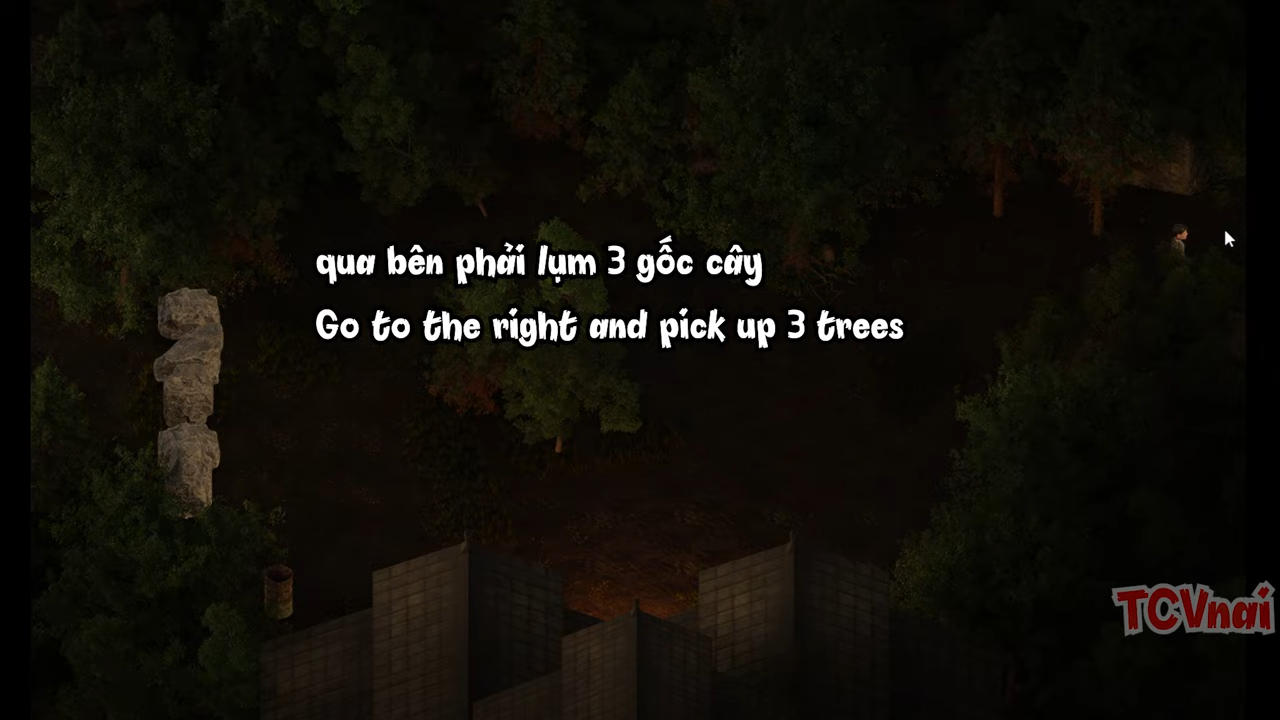 qua bên phải lụm 3 gốc cây
Go to the right and pick up 3 trees
TCVnai